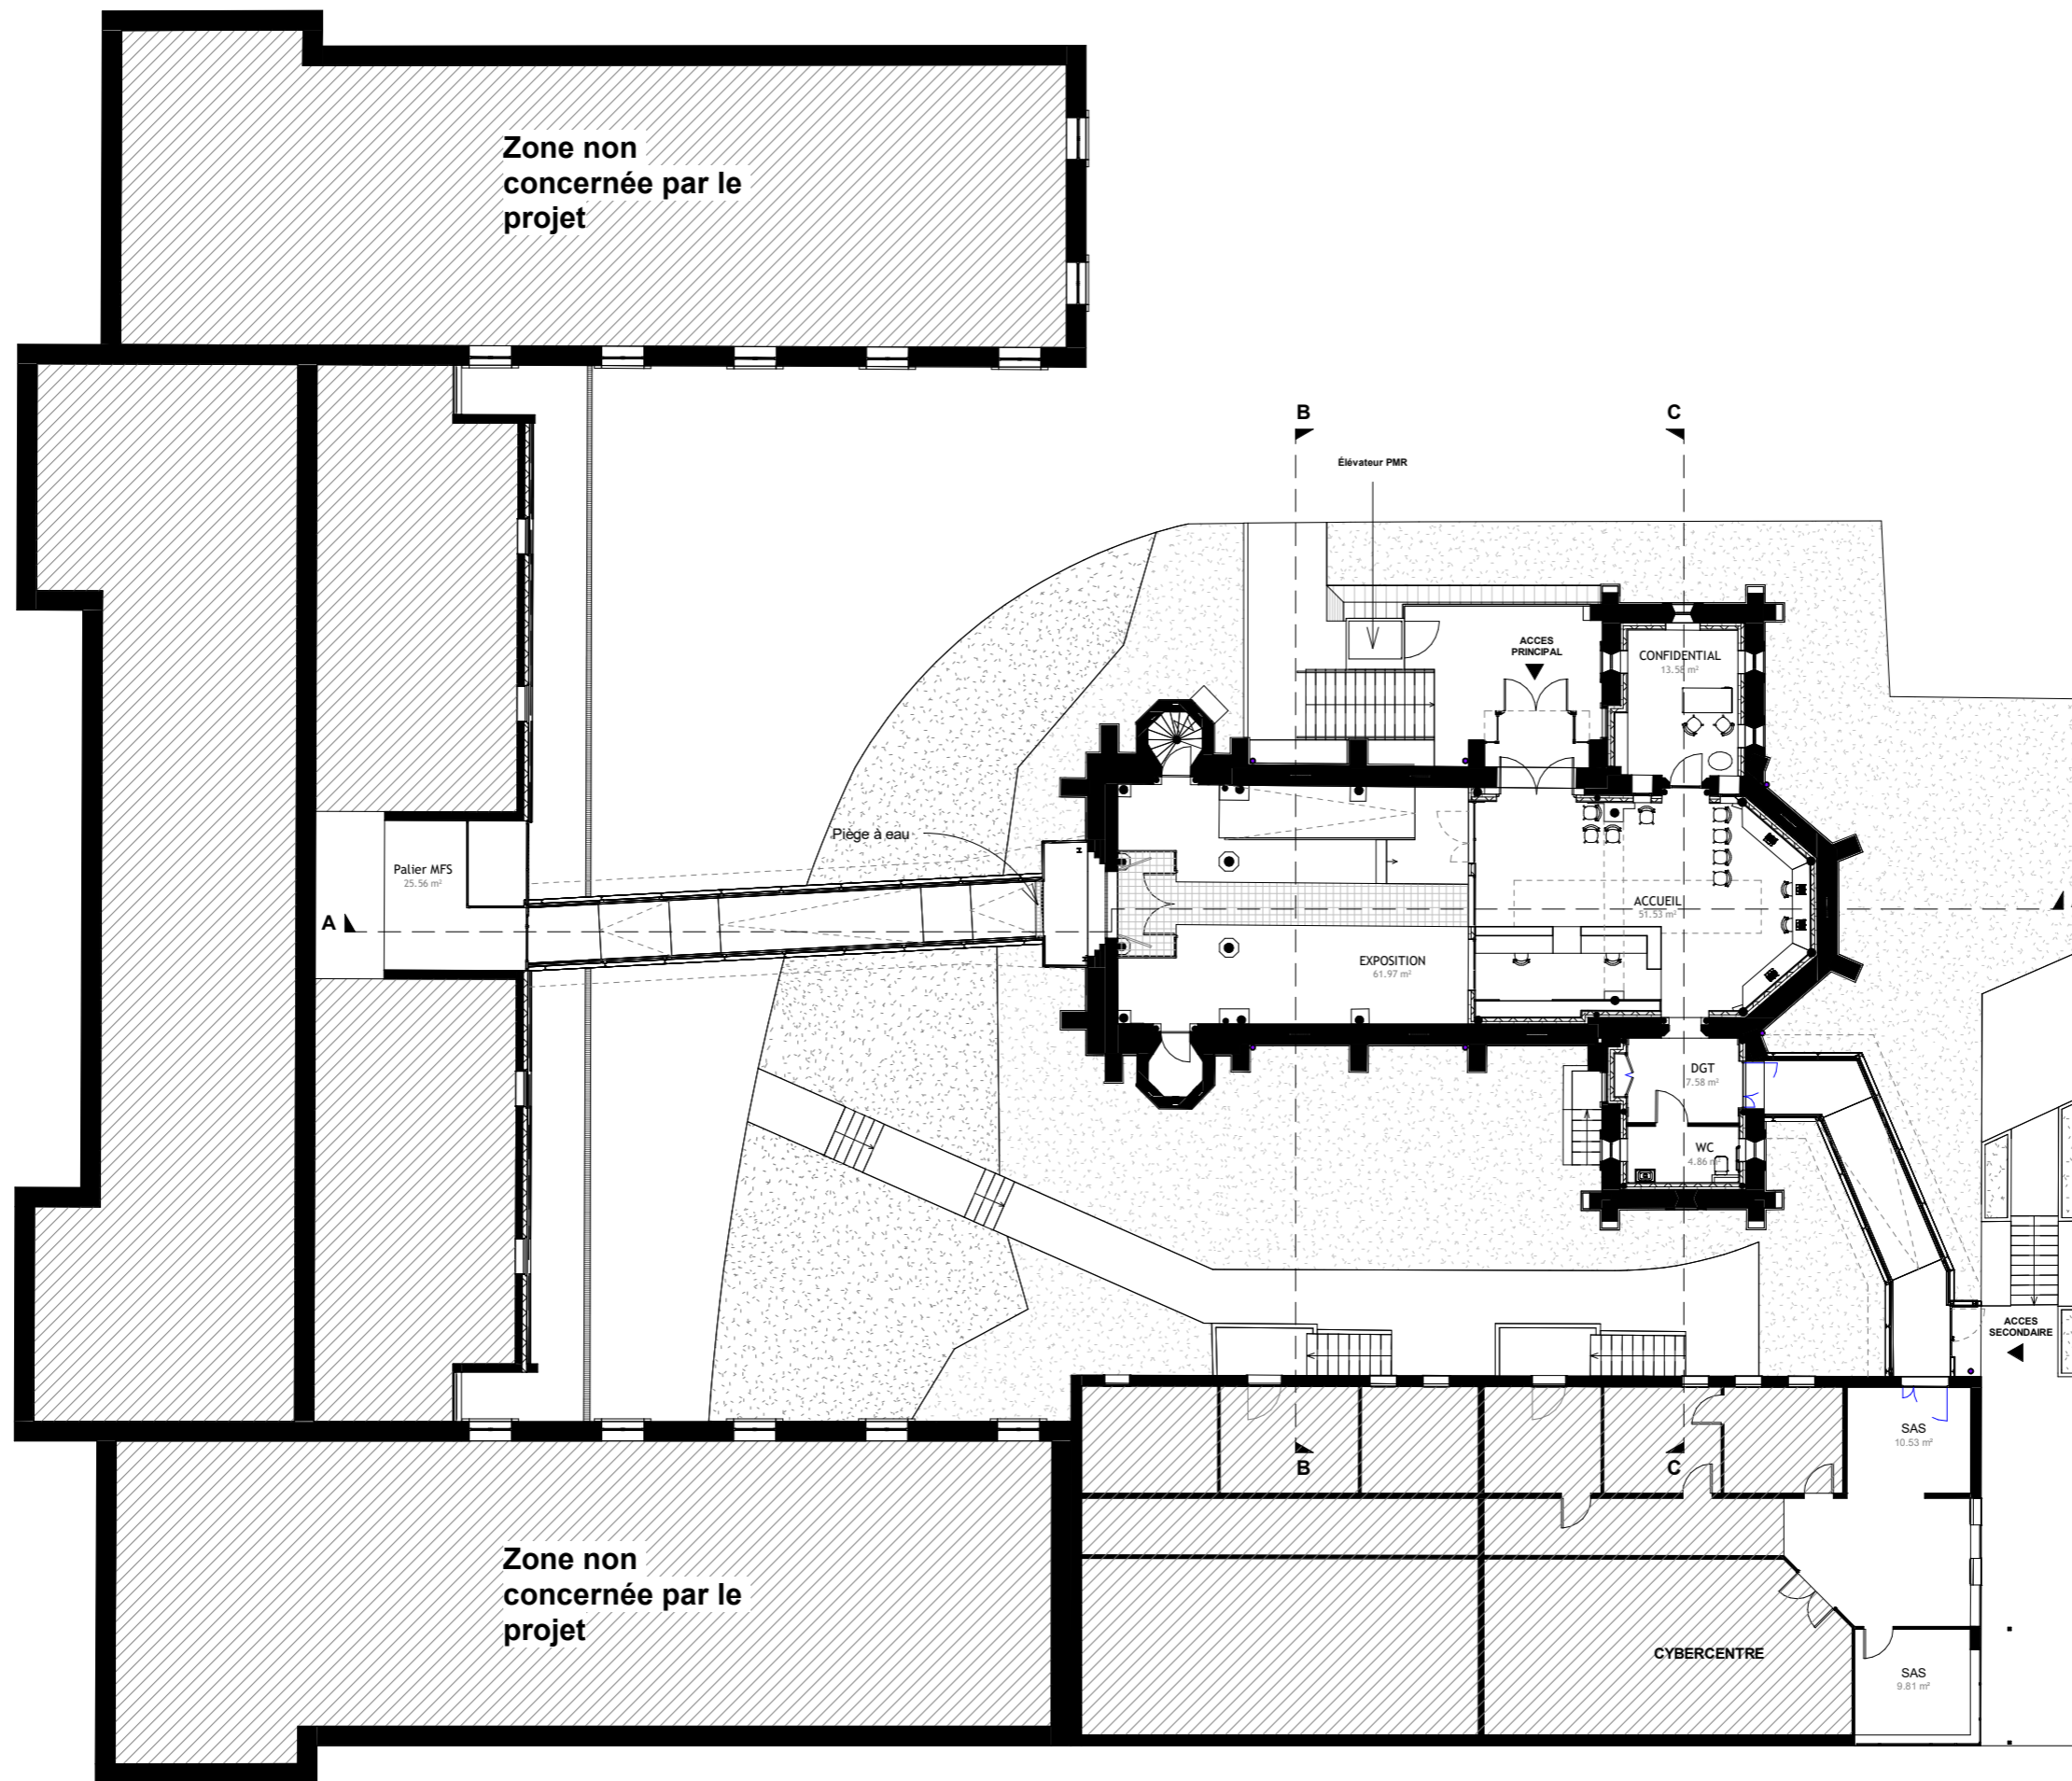 Zone non
concernée par le
projet
B
C
Élévateur PMR
ACCES
PRINCIPAL
CONFIDENTIAL
13.58 m²
Piège à eau
Palier MFS
25.56 m²
A
ACCUEIL
51.53 m²
EXPOSITION
61.97 m²
DGT
7.58 m²
WC
4.86 m²
ACCES
SECONDAIRE
SAS
10.53 m²
B
C
Zone non
concernée par le
projet
CYBERCENTRE
SAS
9.81 m²